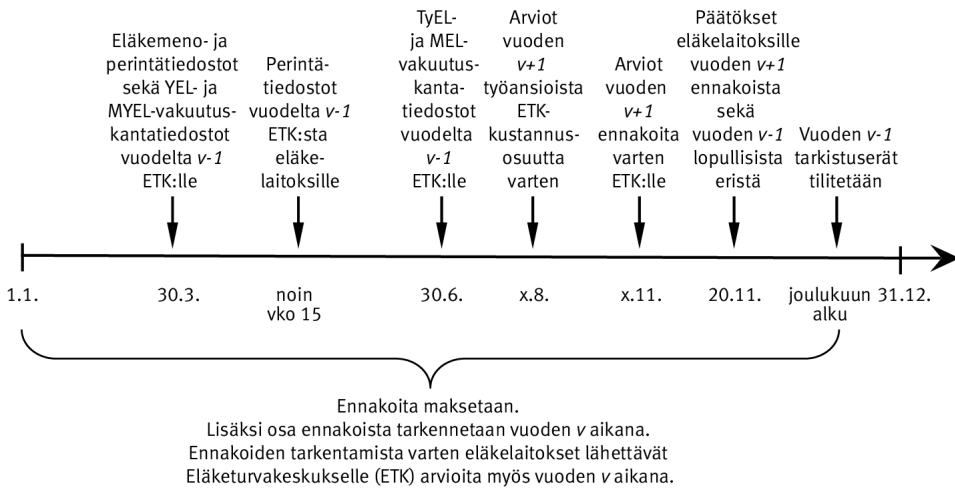 Eläkemeno- ja
perintätiedostot
sekä YEL- ja
MYEL-vakuutus-
kantatiedostot
vuodelta v-1
ETK:lle
Perintä-
tiedostot
vuodelta v-1
ETK:sta
eläke-
laitoksille
TyEL-
ja MEL-
vakuutus-
kanta-
tiedostot
vuodelta
v-1
ETK:lle
Arviot
vuoden
v+1
työansioista
ETK-
kustannus-
osuutta
varten
Arviot
vuoden
v+1
ennakoita
varten
ETK:lle
Päätökset
eläkelaitoksille
vuoden v+1
ennakoista
sekä
vuoden v-1
lopullisista
eristä
Vuoden v-1
tarkistuserät
tilitetään
1.1.
30.3.
noin
vko 15
30.6.
x.8.
x.11.
20.11.
joulukuun
alku
31.12.
Ennakoita maksetaan.
Lisäksi osa ennakoista tarkennetaan vuoden v aikana.
Ennakoiden tarkentamista varten eläkelaitokset lähettävät
Eläketurvakeskukselle (ETK) arvioita myös vuoden v aikana.